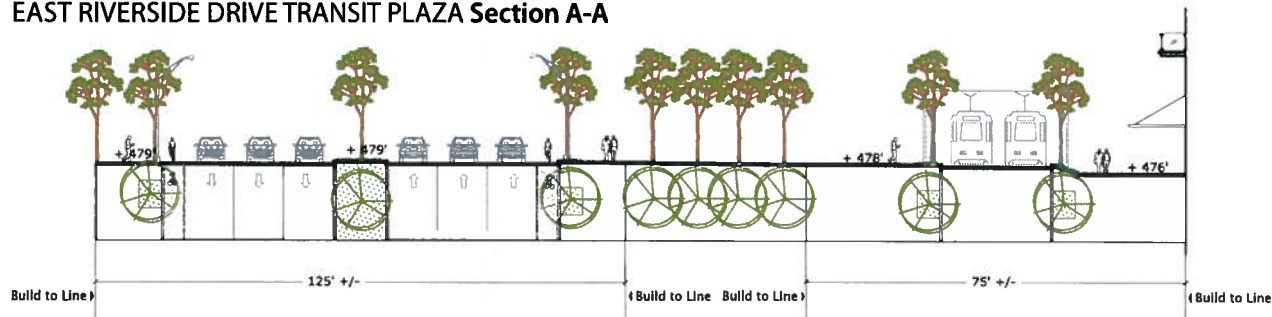 EAST RIVERSIDE DRIVE TRANSIT PLAZA Section A-A
+ 479' + 479' + 478' + 476'
125' +/- 75' +/-
Build to Line Build to Line Build to Line Build to Line